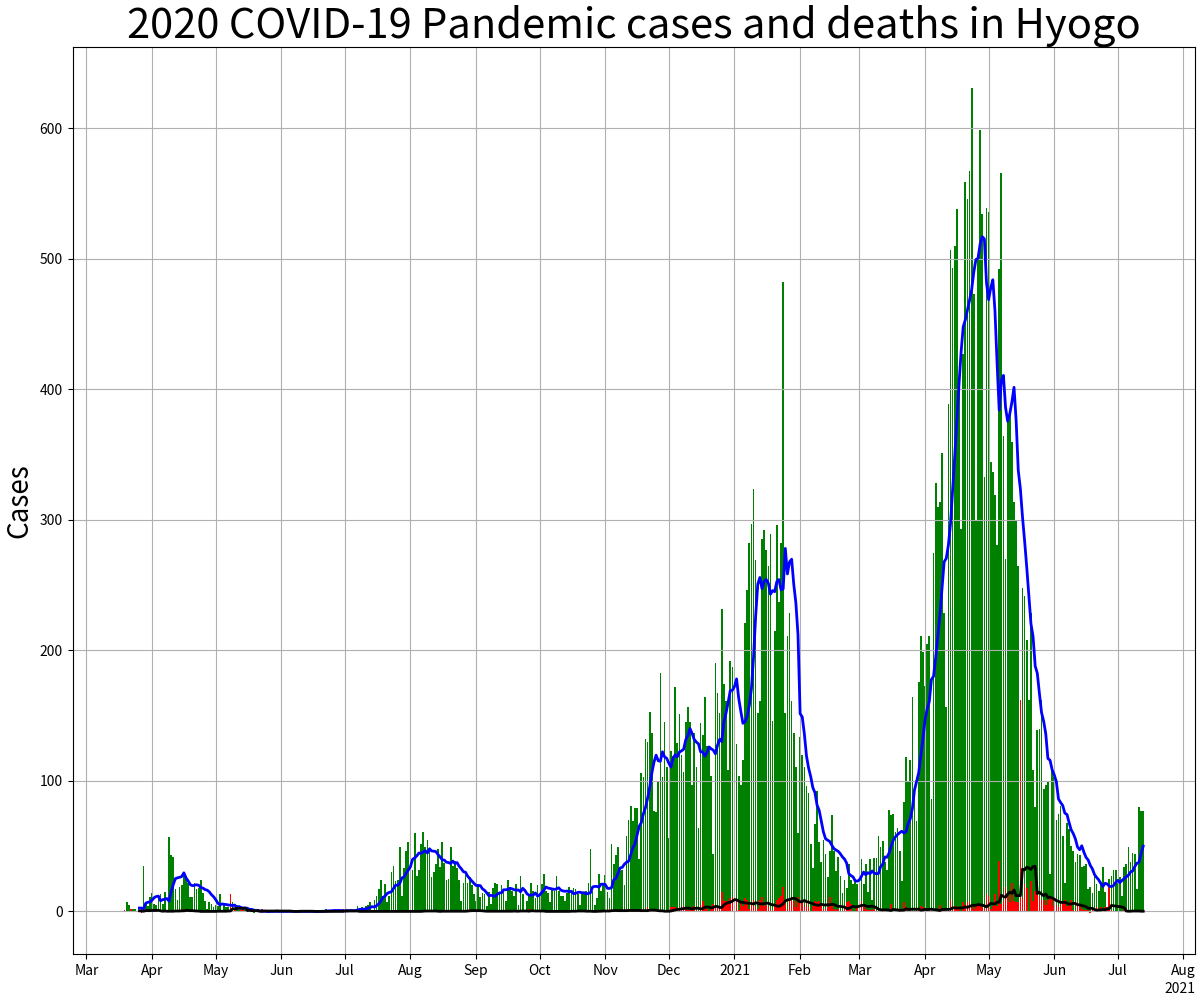 2020 COVID-19 Pandemic cases and deaths in Hyogo
Cases
600
500
400
300
200
100
0
Mar Apr May Jun Jul Aug Sep Oct Nov Dec 2021 Feb Mar Apr May Jun Jul Aug
2021